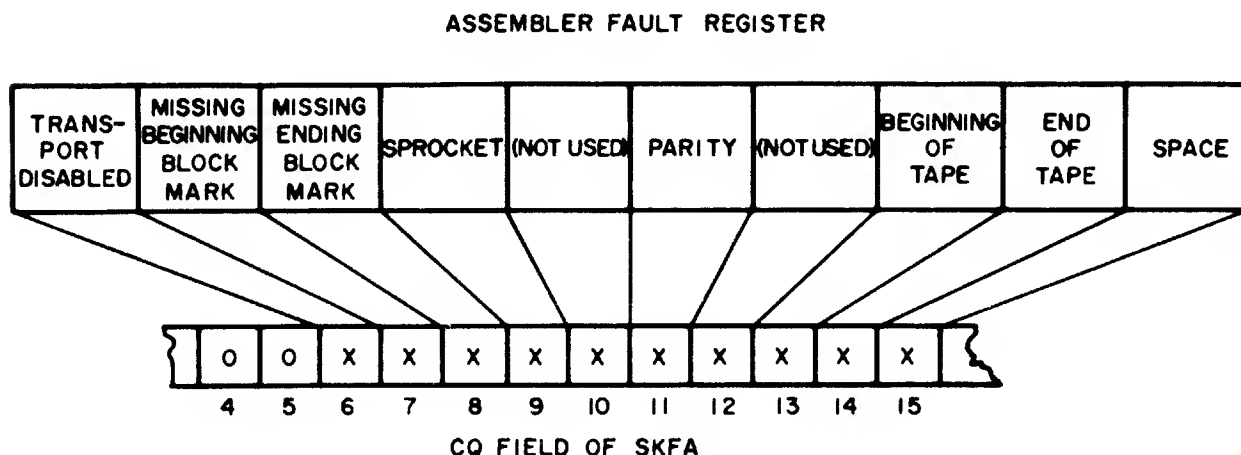 ASSEMBLER FAULT REGISTER
TRANS-
PORT
DISABLED
MISSING
BEGINNING
BLOCK
MARK
MISSING
ENDING
BLOCK
MARK
SPROCKET
(NOT USED)
PARITY
(NOT USED)
BEGINNING
OF
TAPE
END
OF
TAPE
SPACE
O O X X X X X X X X X X
4 5 6 7 8 9 10 11 12 13 14 15
CQ FIELD OF SKFA